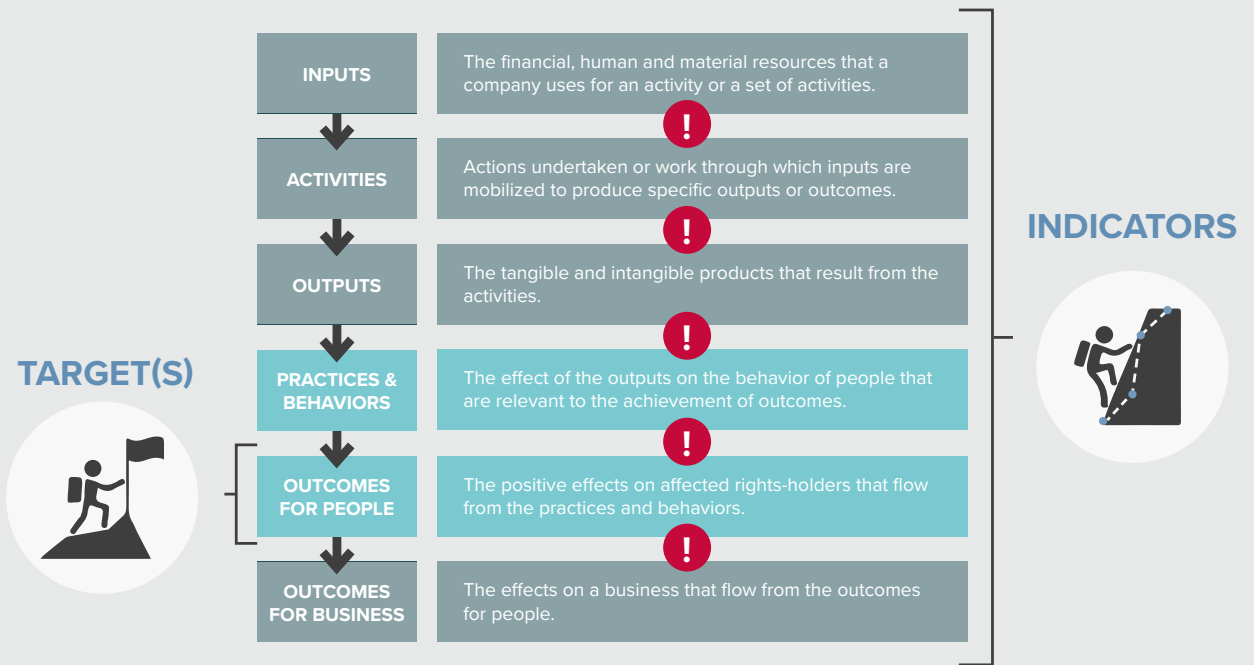 INPUTS
The financial, human and material resources that a
company uses for an activity or a set of activities.
!
ACTIVITIES
Actions undertaken or work through which inputs are
mobilized to produce specific outputs or outcomes.
!
OUTPUTS
The tangible and intangible products that result from the
activities.
!
PRACTICES &
BEHAVIORS
The effect of the outputs on the behavior of people that
are relevant to the achievement of outcomes.
!
OUTCOMES
FOR PEOPLE
The positive effects on affected rights-holders that flow
from the practices and behaviors.
!
OUTCOMES
FOR BUSINESS
The effects on a business that flow from the outcomes
for people.
TARGET(S)
INDICATORS